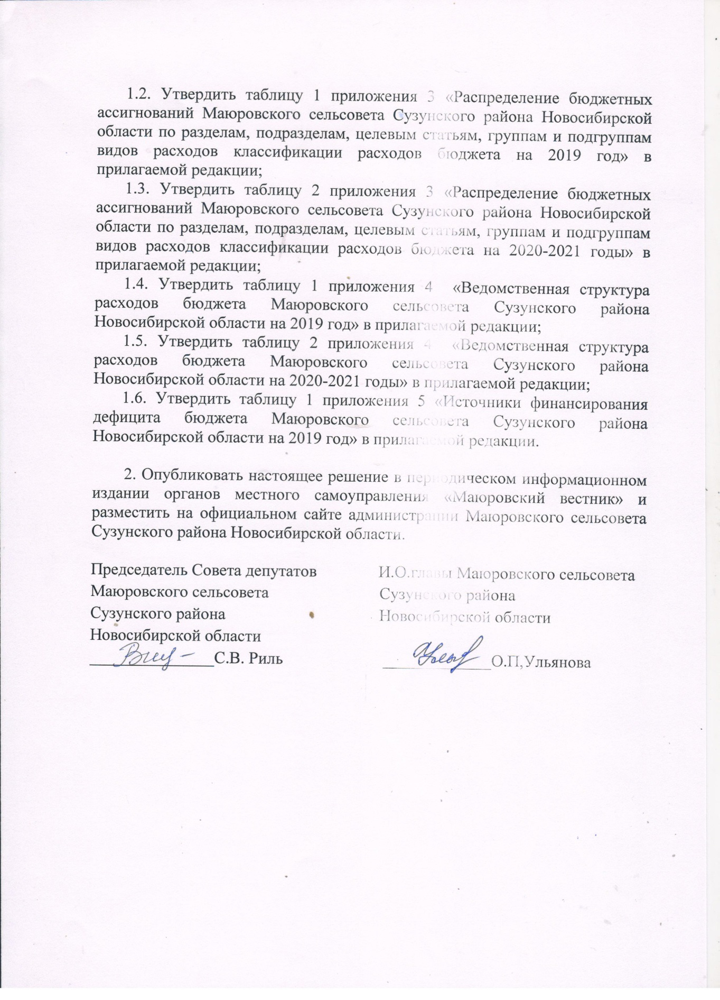 1.2. Утвердить таблицу 1 приложения 3 «Распределение бюджетных
ассигнований Маюровского сельсовета Сузунского района Новосибирской
области по разделам, подразделам, целевым статьям, группам и подгруппам
видов расходов классификации расходов бюджета на 2019 год» в
прилагаемой редакции;
1.3. Утвердить таблицу 2 приложения 3 «Распределение бюджетных
ассигнований Маюровского сельсовета Сузунского района Новосибирской
области по разделам, подразделам, целевым статьям, группам и подгруппам
видов расходов классификации расходов бюджета на 2020-2021 годы» в
прилагаемой редакции;
1.4. Утвердить таблицу 1 приложения 4 «Ведомственная структура
расходов бюджета Маюровского сельсовета Сузунского района
Новосибирской области на 2019 год» в прилагаемой редакции;
1.5. Утвердить таблицу 2 приложения 4 «Ведомственная структура
расходов бюджета Маюровского сельсовета Сузунского района
Новосибирской области на 2020-2021 годы» в прилагаемой редакции;
1.6. Утвердить таблицу 1 приложения 5 «Источники финансирования
дефицита бюджета Маюровского сельсовета Сузунского района
Новосибирской области на 2019 год» в прилагаемой редакции.
2. Опубликовать настоящее решение в периодическом информационном
издании органов местного самоуправления «Маюровский вестник» и
разместить на официальном сайте администрации Маюровского сельсовета
Сузунского района Новосибирской области.
Председатель Совета депутатов
Маюровского сельсовета
Сузунского района
Новосибирской области
С.В. Риль
И.О.главы Маюровского сельсовета
Сузунского района
Новосибирской области
О.П,Ульянова